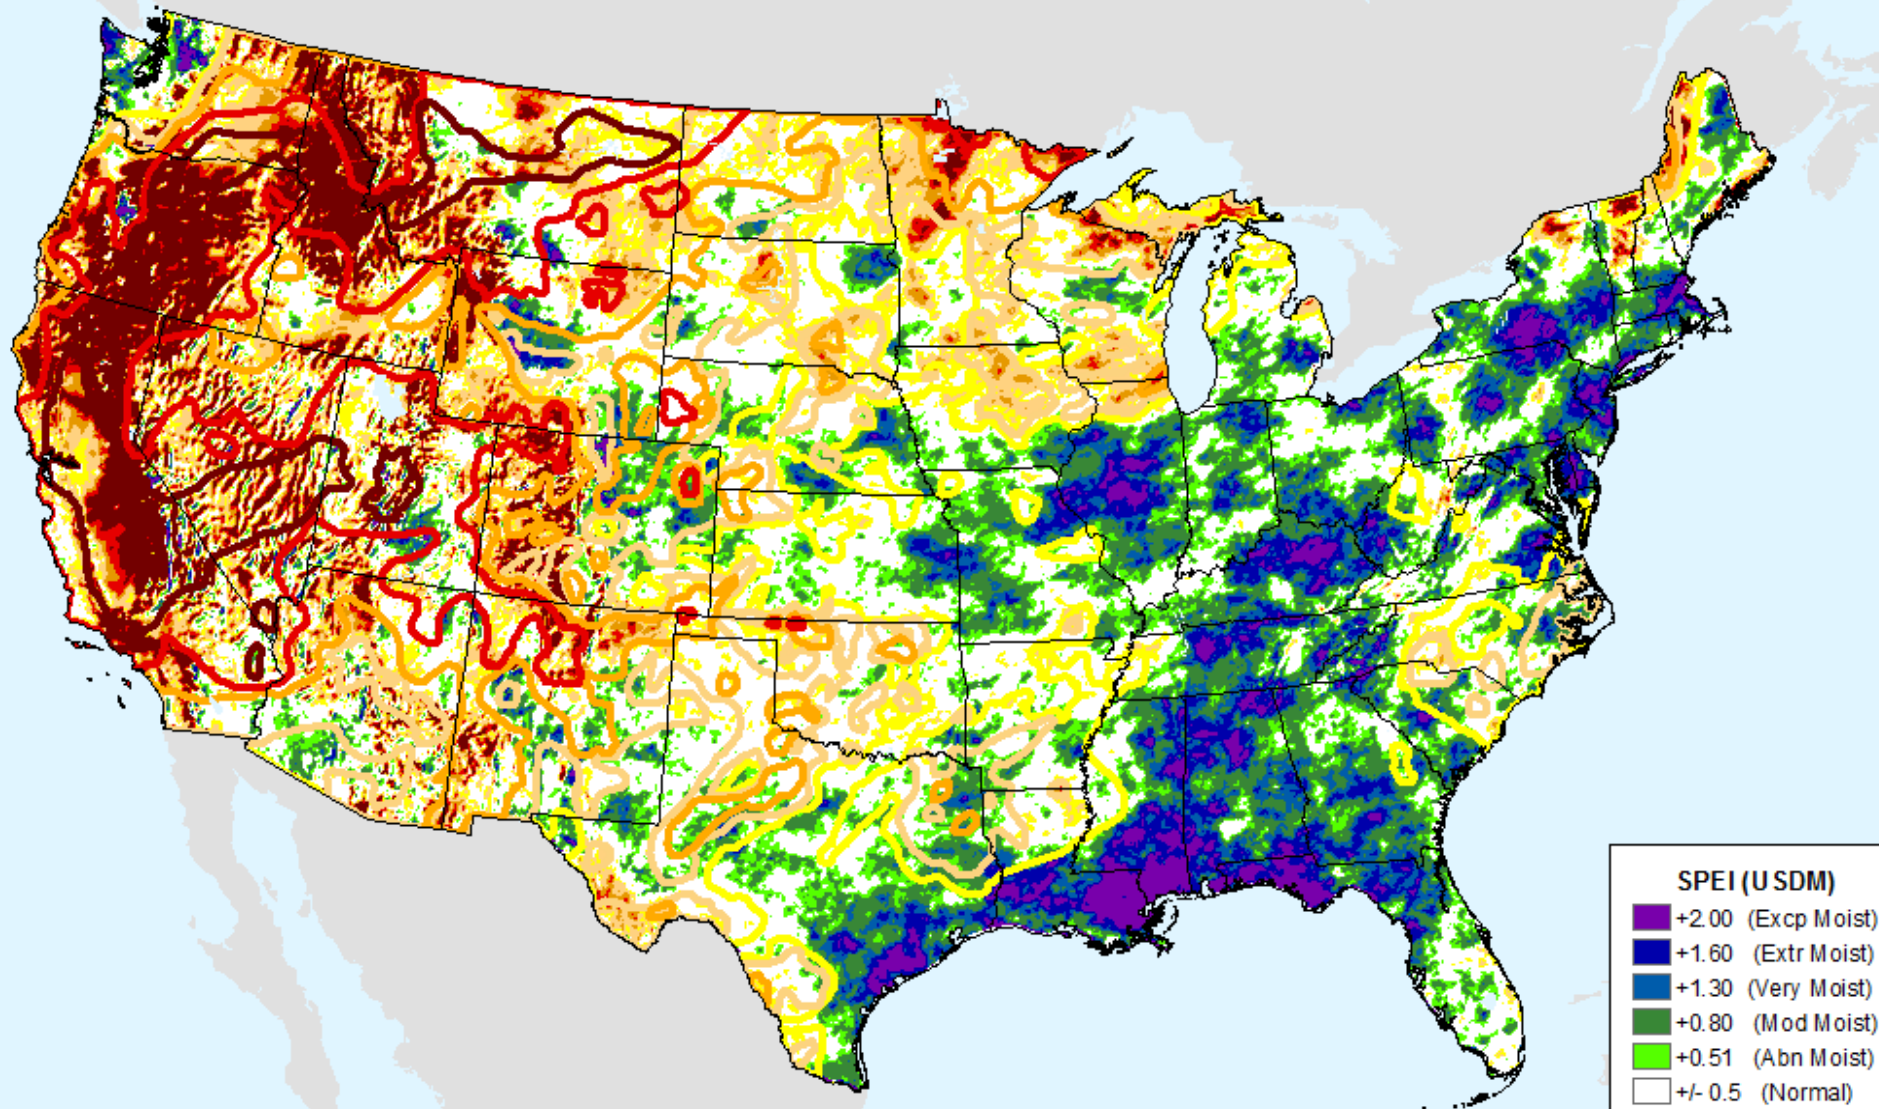 SPEI (USDM)
+2.00 (Excp Moist)
+1.60 (Extr Moist)
+1.30 (Very Moist)
+0.80 (Mod Moist)
+0.51 (Abn Moist)
+/- 0.5 (Normal)